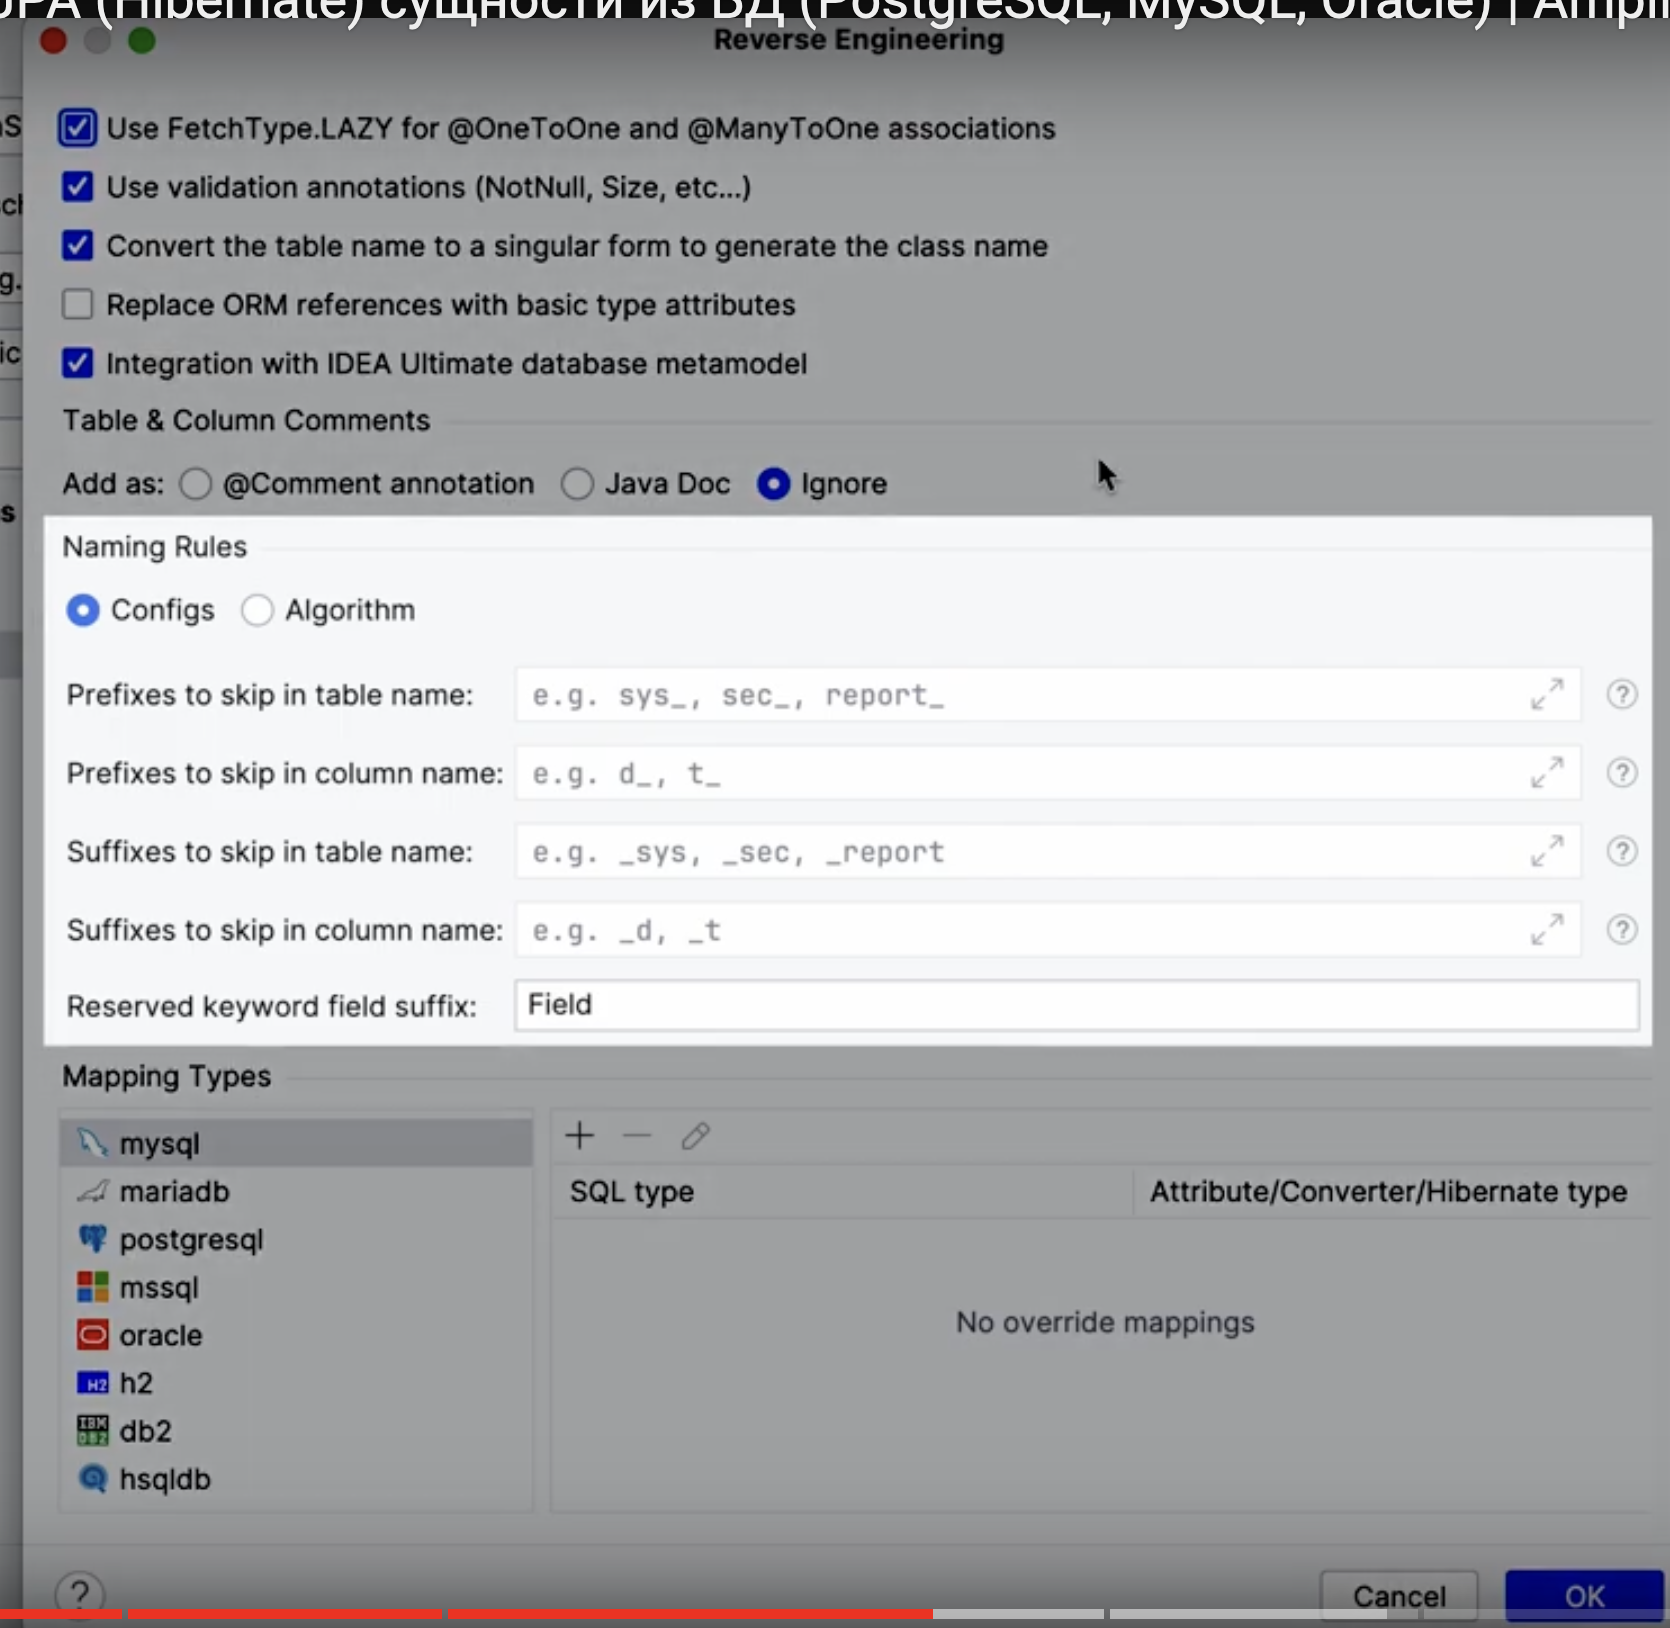 JPA (Hibernate) сущности из БД (PostgreSQL, MySQL, Oracle) |
Reverse Engineering
Use FetchType.LAZY for @OneToOne and @ManyToOne associations
Use validation annotations (NotNull, Size, etc...)
Convert the table name to a singular form to generate the class name
Replace ORM references with basic type attributes
Integration with IDEA Ultimate database metamodel
Table & Column Comments
Add as: @Comment annotation Java Doc Ignore
Naming Rules
Configs Algorithm
Prefixes to skip in table name: e.g. sys_, sec_, report_ ?
Prefixes to skip in column name: e.g. d_, t_ ?
Suffixes to skip in table name: e.g. _sys, _sec, _report ?
Suffixes to skip in column name: e.g. _d, _t ?
Reserved keyword field suffix: Field
Mapping Types
mysql
mariadb
postgresql
mssql
oracle
H2 h2
IBM DB2 db2
hsqldb
SQL type Attribute/Converter/Hibernate type
No override mappings
? Cancel OK